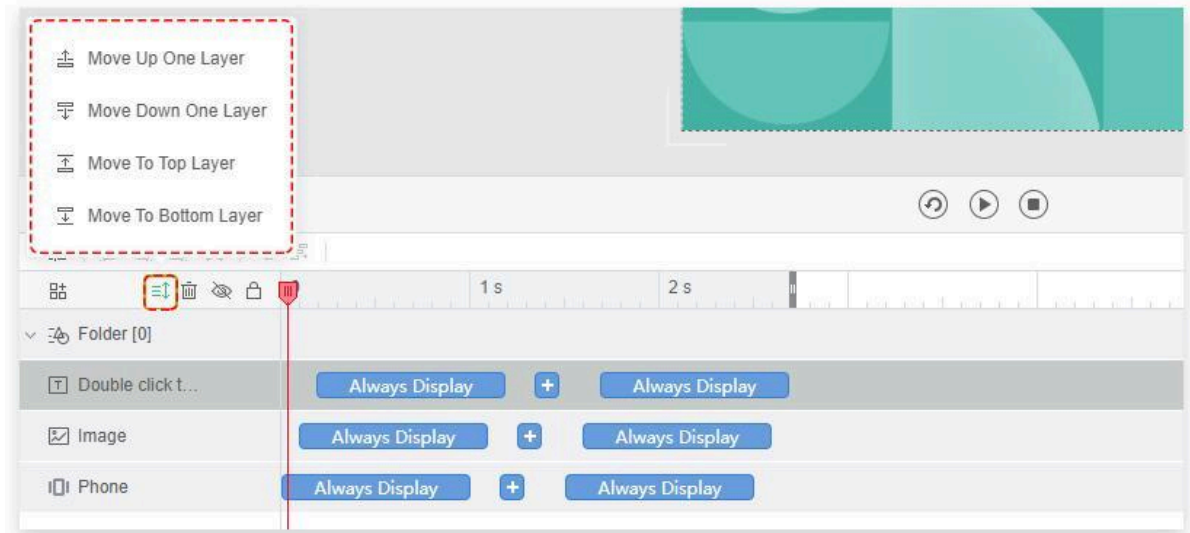 Move Up One Layer
Move Down One Layer
Move To Top Layer
Move To Bottom Layer
1 s
2 s
Folder [0]
Double click t...
Always Display
+
Always Display
Image
Always Display
+
Always Display
Phone
Always Display
+
Always Display